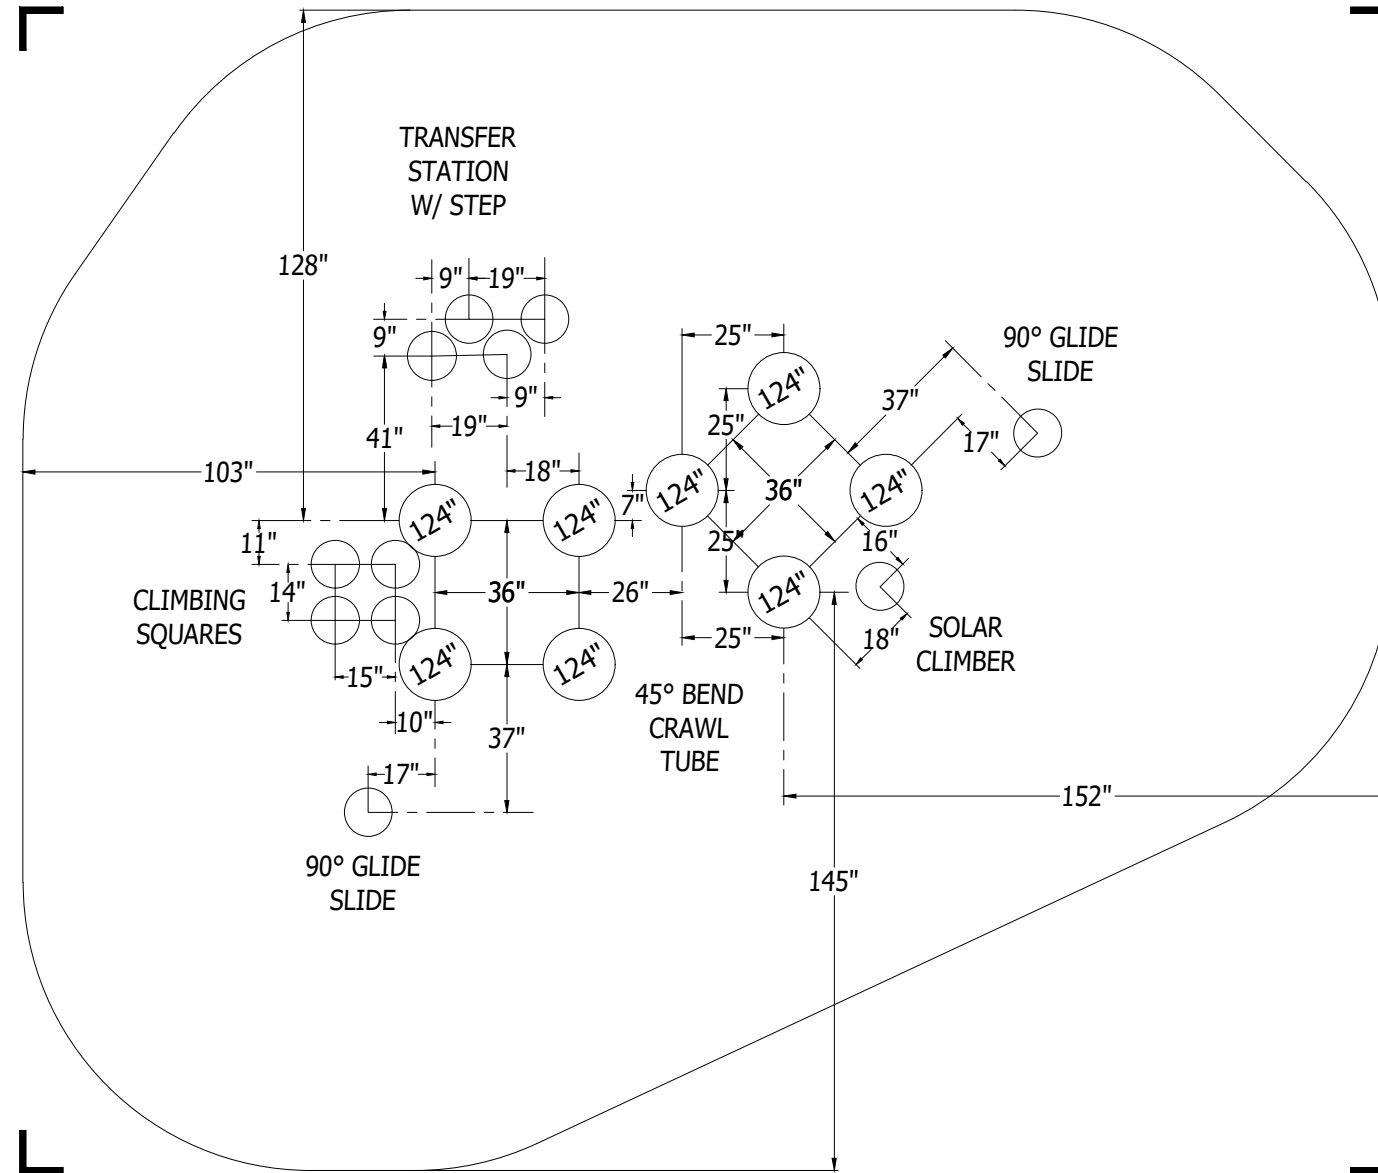 TRANSFER
STATION
W/ STEP
128"
9" 19"
9"
9"
41"
19"
103"
18"
124" 124"
7"
11"
14"
CLIMBING
SQUARES
36"
26"
124" 124"
15"
10"
37"
17"
90° GLIDE
SLIDE
25"
124"
25"
124"
36"
124"
25"
124"
25"
45° BEND
CRAWL
TUBE
90° GLIDE
SLIDE
37"
17"
16"
18"
SOLAR
CLIMBER
152"
145"